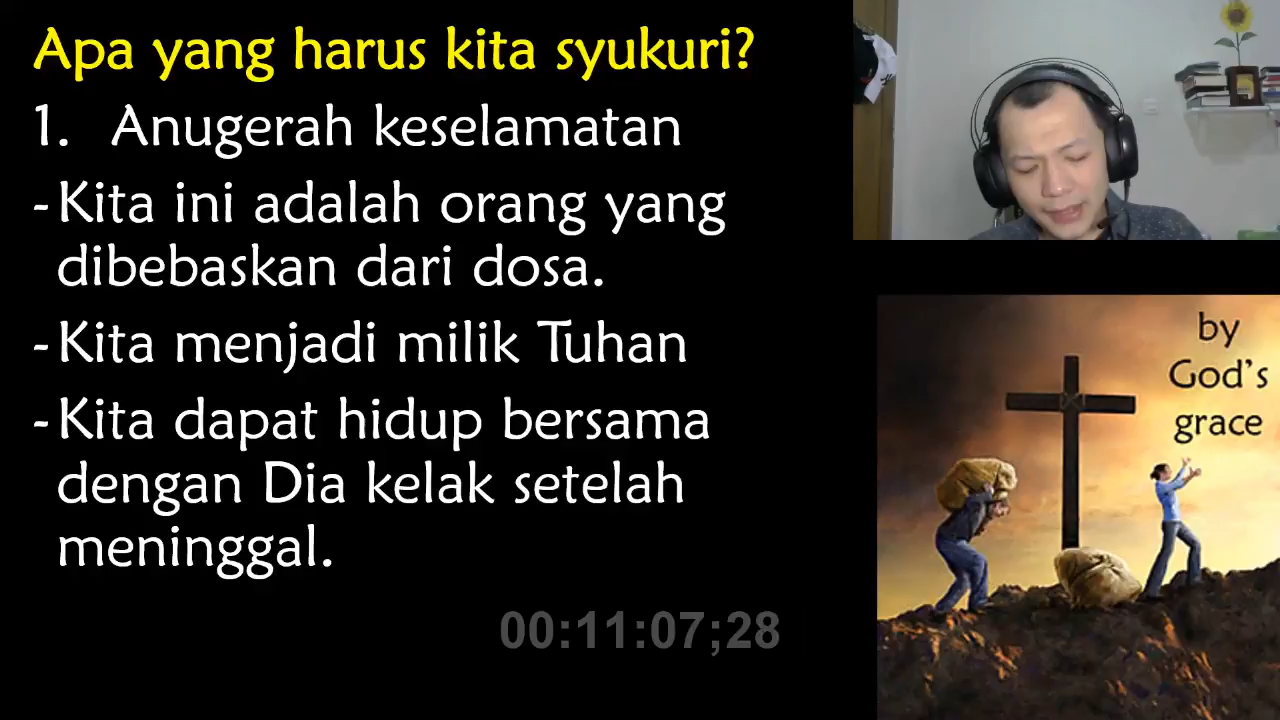 Apa yang harus kita syukuri?
1. Anugerah keselamatan
-Kita ini adalah orang yang
dibebaskan dari dosa.
-Kita menjadi milik Tuhan
-Kita dapat hidup bersama
dengan Dia kelak setelah
meninggal.
00:11:07;28
by
God's
grace